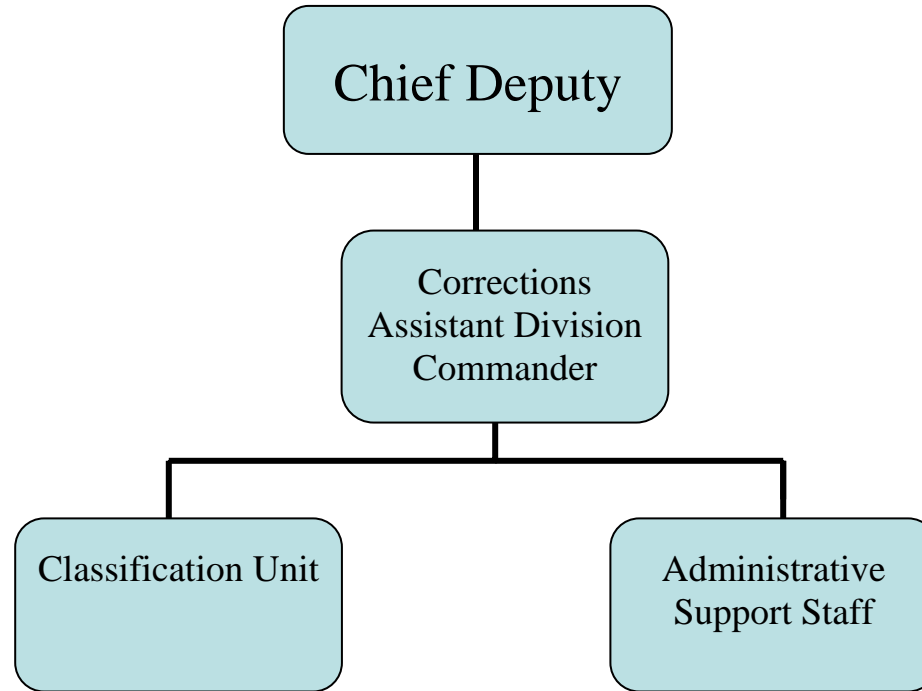 Chief Deputy
Corrections
Assistant Division
Commander
Classification Unit
Administrative
Support Staff